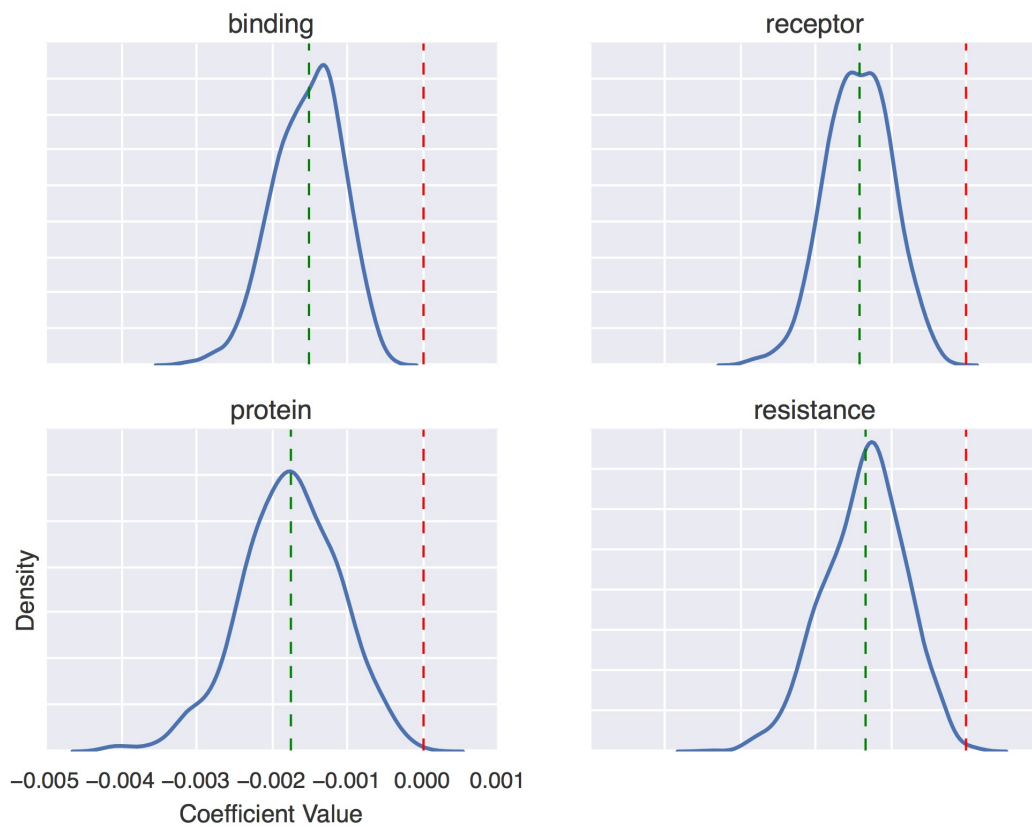 binding
receptor
protein
resistance
Density
−0.005 −0.004 −0.003 −0.002 −0.001 0.000 0.001
Coefficient Value